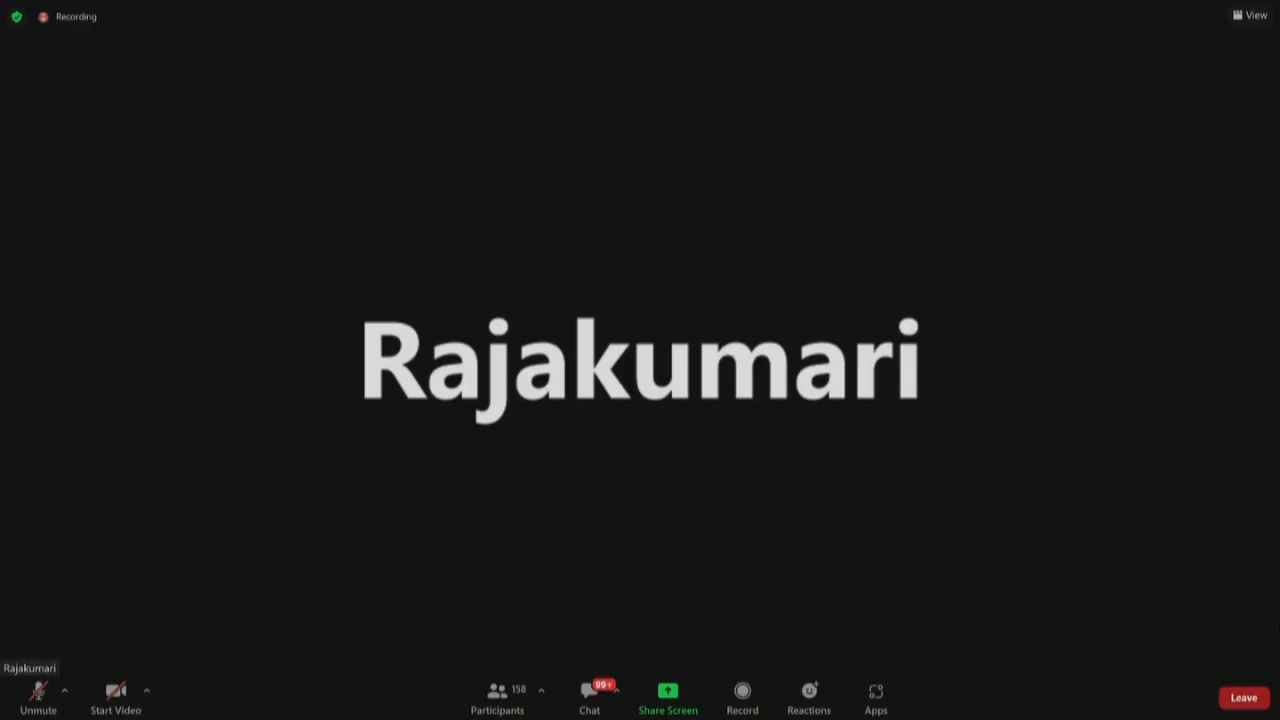 Recording
View
Rajakumari
Rajakumari
Unmute
Start Video
158
Participants
99+
Chat
Share Screen
Record
Reactions
Apps
Leave